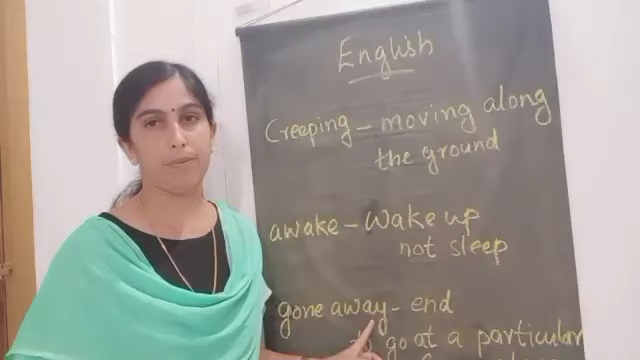 English
Creeping - moving along
the ground
awake - wake up
not sleep
gone away - end
go at a particular